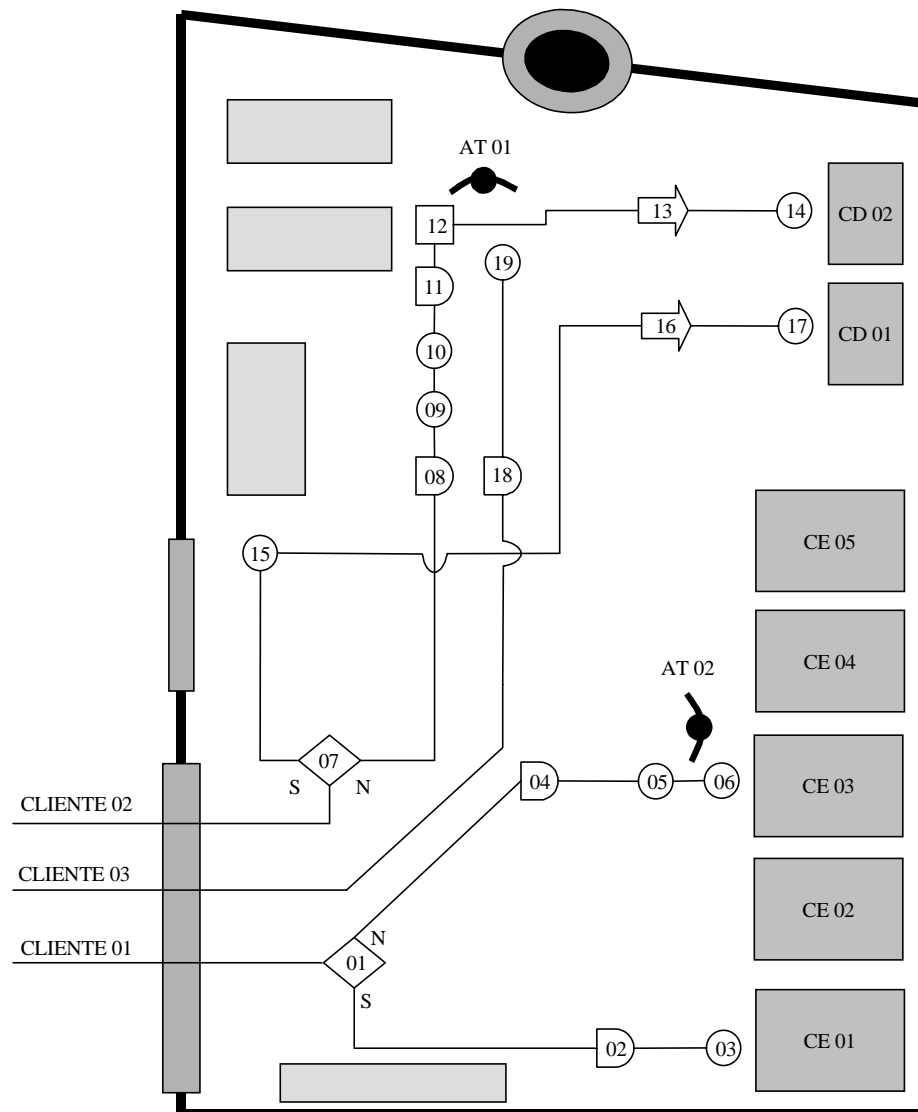 AT 01
12
13
14
CD 02
19
11
16
17
CD 01
10
09
08
18
15
CE 05
CE 04
AT 02
07
S
N
04
05
06
CE 03
CLIENTE 02
CLIENTE 03
CE 02
CLIENTE 01
N
01
S
02
03
CE 01